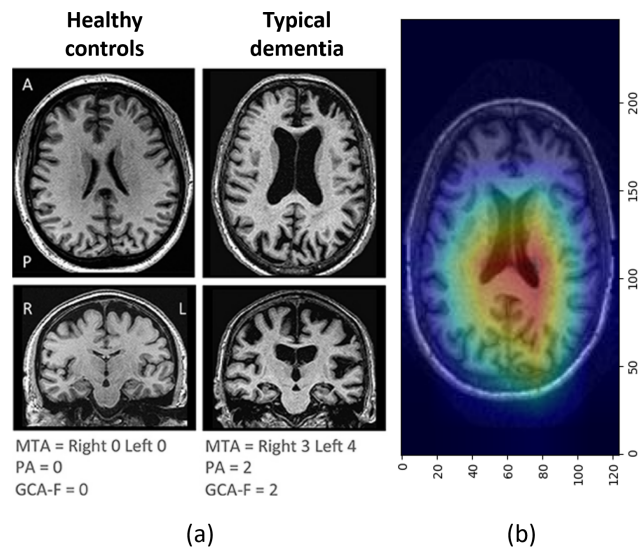 (a)
Healthy
controls
Typical
dementia
A
P
R
L
MTA = Right 0 Left 0
PA = 0
GCA-F = 0
MTA = Right 3 Left 4
PA = 2
GCA-F = 2
(a)
200
150
100
50
0
0
20
40
60
80
100
120
(b)